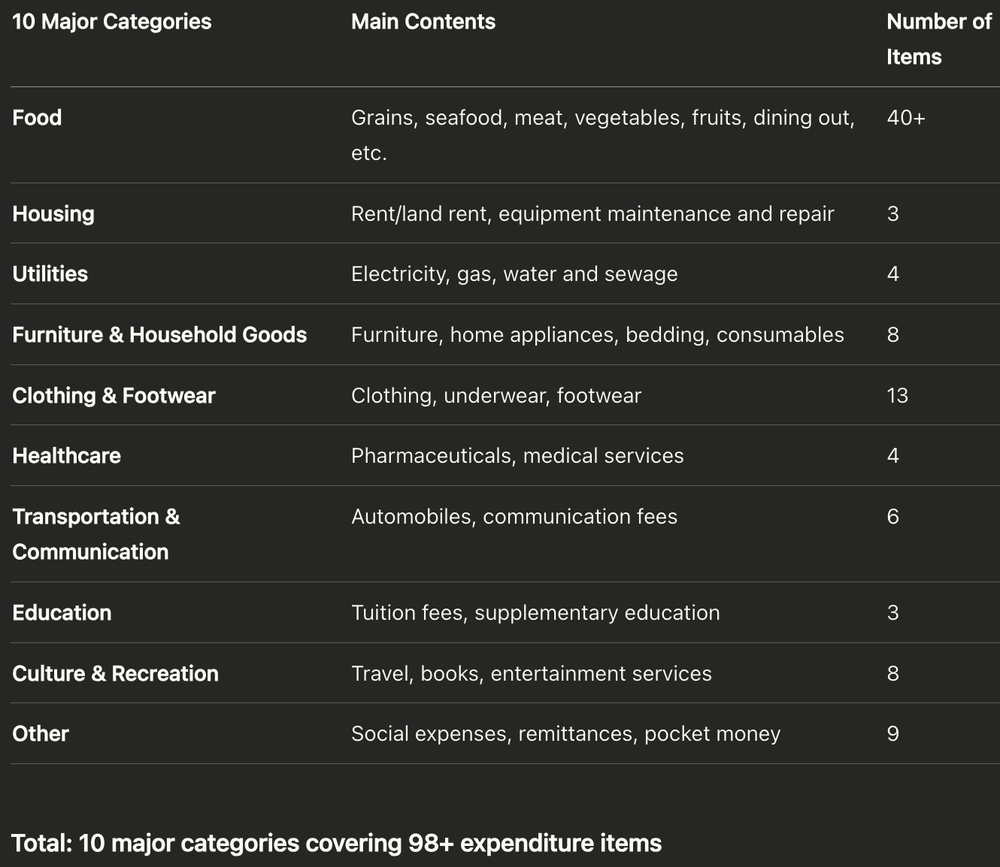 10 Major Categories Main Contents Number of
Items
Food Grains, seafood, meat, vegetables, fruits, dining out, 40+
etc.
Housing Rent/land rent, equipment maintenance and repair 3
Utilities Electricity, gas, water and sewage 4
Furniture & Household Goods Furniture, home appliances, bedding, consumables 8
Clothing & Footwear Clothing, underwear, footwear 13
Healthcare Pharmaceuticals, medical services 4
Transportation & Automobiles, communication fees 6
Communication
Education Tuition fees, supplementary education 3
Culture & Recreation Travel, books, entertainment services 8
Other Social expenses, remittances, pocket money 9
Total: 10 major categories covering 98+ expenditure items